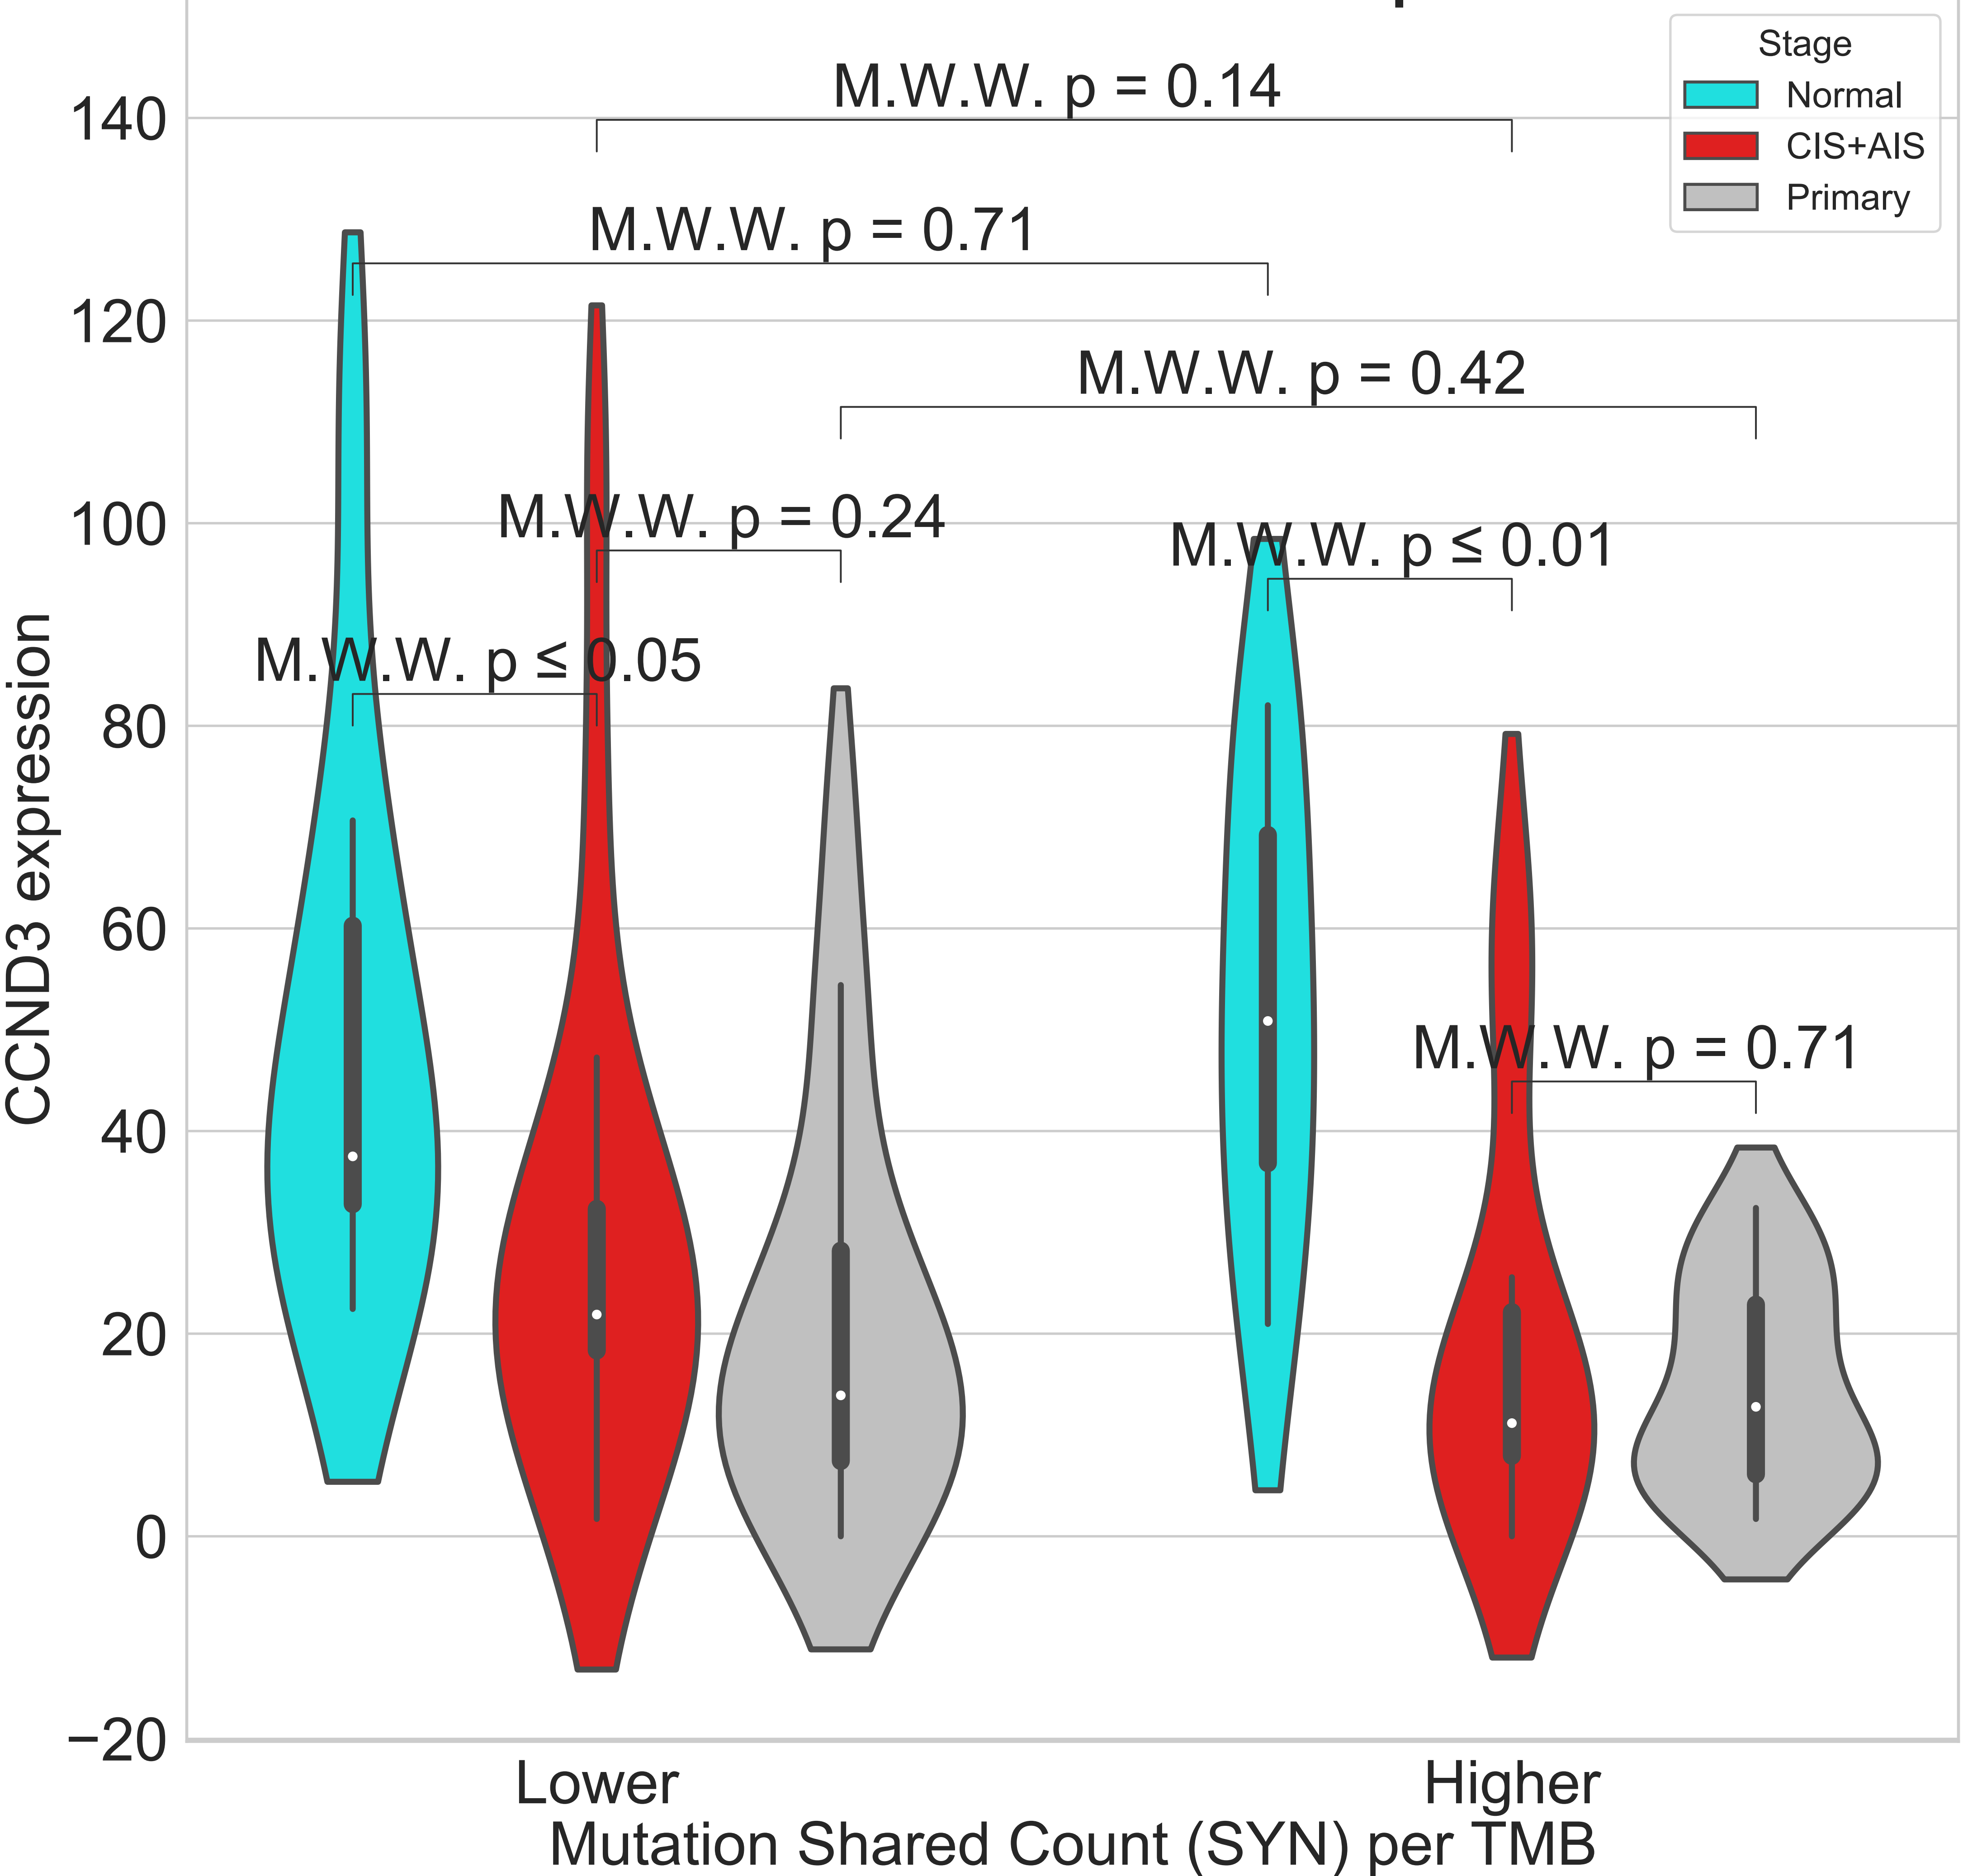 Stage
Normal
CIS+AIS
Primary
M.W.W. p = 0.14
M.W.W. p = 0.71
M.W.W. p = 0.42
M.W.W. p = 0.24
M.W.W. p ≤ 0.01
M.W.W. p ≤ 0.05
M.W.W. p = 0.71
140
120
100
80
60
40
20
0
−20
CCND3 expression
Lower
Higher
Mutation Shared Count (SYN) per TMB